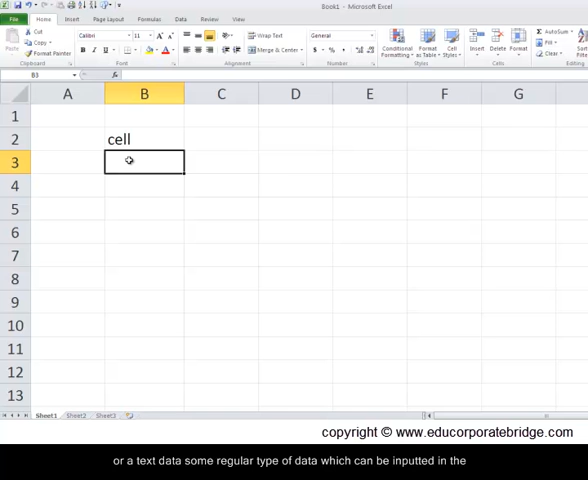 Book1 - Microsoft Excel
File Home Insert Page Layout Formulas Data Review View
Cut
Copy
Format Painter
Paste
Calibri 11
B I U
Wrap Text
Merge & Center
General
$ % ,
Conditional Formatting
Format as Table
Cell Styles
Insert Delete Format
AutoSum
Fill
Clear
Clipboard Font Alignment Number Styles Cells
B3 fx
A B C D E F G
1
2 cell
3
4
5
6
7
8
9
10
11
12
13
Sheet1 Sheet2 Sheet3
copyright © www.educorporatebridge.com
or a text data some regular type of data which can be inputted in the